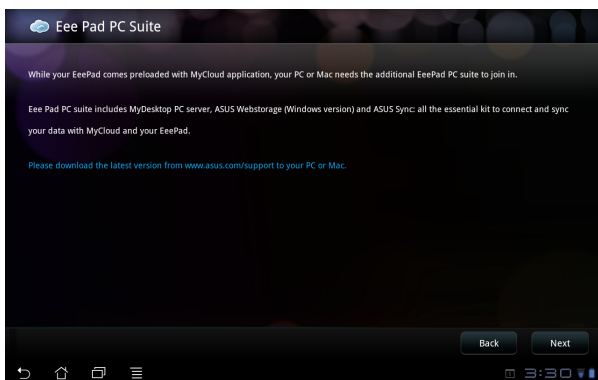 Eee Pad PC Suite
While your EeePad comes preloaded with MyCloud application, your PC or Mac needs the additional EeePad PC suite to join in.
Eee Pad PC suite includes MyDesktop PC server, ASUS Webstorage (Windows version) and ASUS Sync: all the essential kit to connect and sync
your data with MyCloud and your EeePad.
Please download the latest version from www.asus.com/support to your PC or Mac.
Back Next
3:30